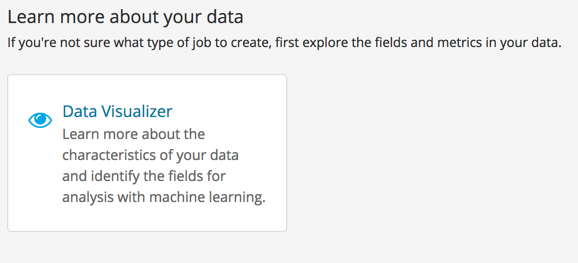 Learn more about your data
If you're not sure what type of job to create, first explore the fields and metrics in your data.
Data Visualizer
Learn more about the
characteristics of your data
and identify the fields for
analysis with machine learning.